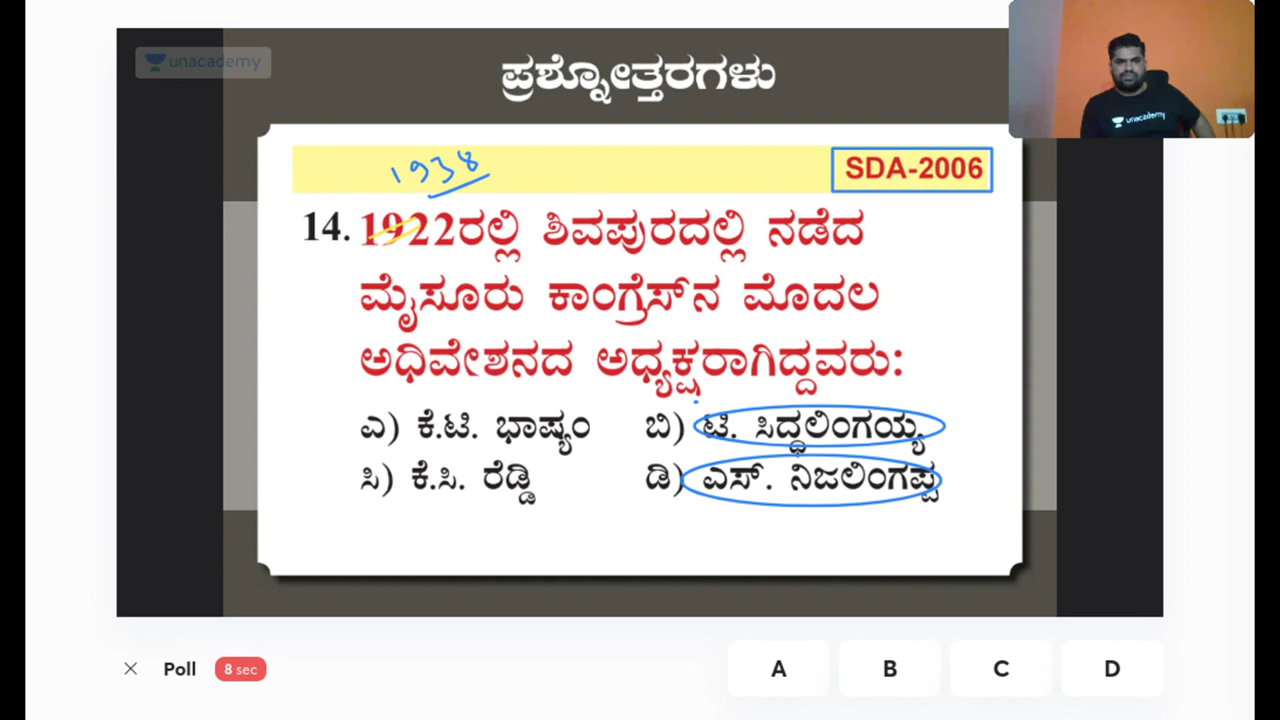 unacademy
ಪ್ರಶ್ನೋತ್ತರಗಳು
unacademy
1938
SDA-2006
14. 1922ರಲ್ಲಿ ಶಿವಪುರದಲ್ಲಿ ನಡೆದ
ಮೈಸೂರು ಕಾಂಗ್ರೆಸ್‌ನ ಮೊದಲ
ಅಧಿವೇಶನದ ಅಧ್ಯಕ್ಷರಾಗಿದ್ದವರು:
ಎ) ಕೆ.ಟಿ. ಭಾಷ್ಯಂ ಬಿ) ಟಿ. ಸಿದ್ಧಲಿಂಗಯ್ಯ
ಸಿ) ಕೆ.ಸಿ. ರೆಡ್ಡಿ ಡಿ) ಎಸ್. ನಿಜಲಿಂಗಪ್ಪ
Poll 8 sec A B C D